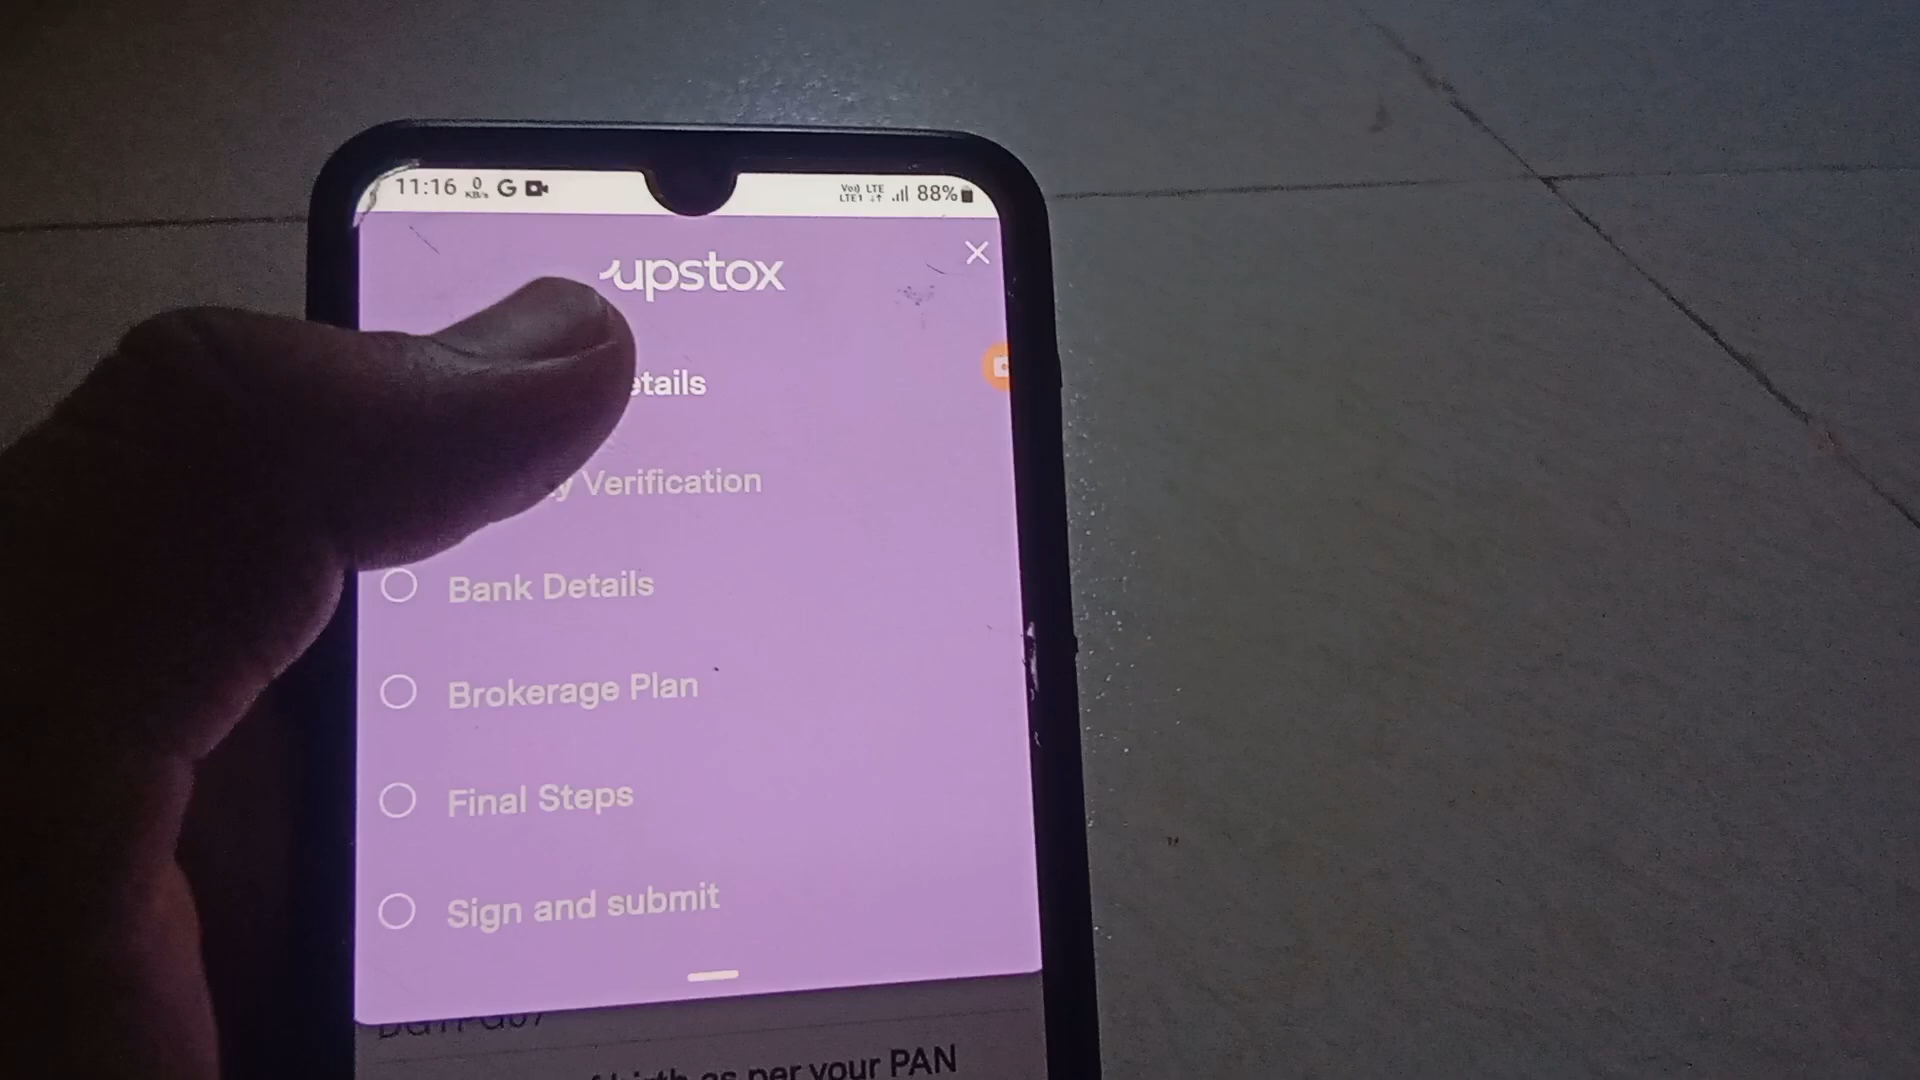 11:16 0 KB/s G Vo) LTE LTE1 88%
upstox
etails
y Verification
Bank Details
Brokerage Plan
Final Steps
Sign and submit
birth as per your PAN